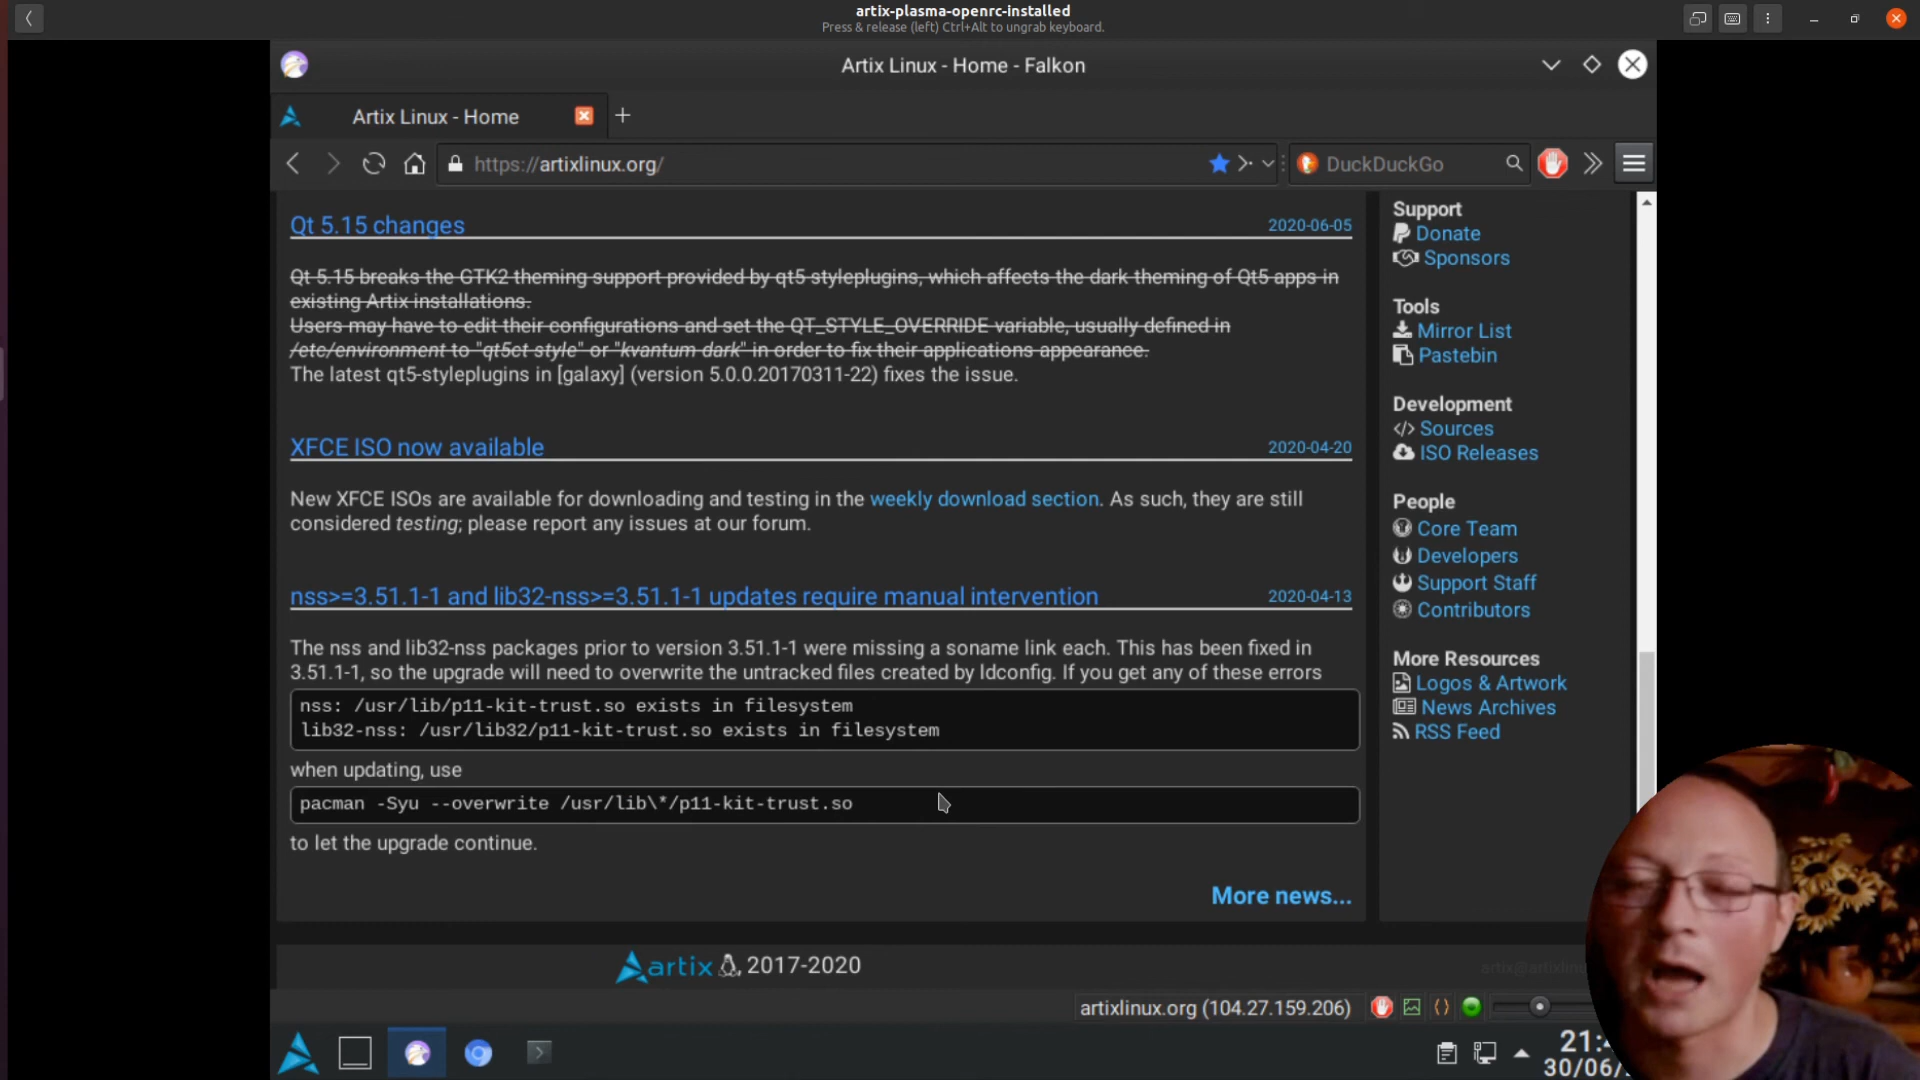 artix-plasma-openrc-installed
Press & release (left) Ctrl+Alt to ungrab keyboard.
Artix Linux - Home - Falkon
Artix Linux - Home
https://artixlinux.org/
DuckDuckGo
Qt 5.15 changes
2020-06-05
Qt 5.15 breaks the GTK2 theming support provided by qt5 styleplugins, which affects the dark theming of Qt5 apps in
existing Artix installations.
Users may have to edit their configurations and set the QT_STYLE_OVERRIDE variable, usually defined in
/etc/environment to "qt5ct style" or "kvantum dark" in order to fix their applications appearance.
The latest qt5-styleplugins in [galaxy] (version 5.0.0.20170311-22) fixes the issue.
XFCE ISO now available
2020-04-20
New XFCE ISOs are available for downloading and testing in the weekly download section. As such, they are still
considered testing; please report any issues at our forum.
nss>=3.51.1-1 and lib32-nss>=3.51.1-1 updates require manual intervention
2020-04-13
The nss and lib32-nss packages prior to version 3.51.1-1 were missing a soname link each. This has been fixed in
3.51.1-1, so the upgrade will need to overwrite the untracked files created by ldconfig. If you get any of these errors
nss: /usr/lib/p11-kit-trust.so exists in filesystem
lib32-nss: /usr/lib32/p11-kit-trust.so exists in filesystem
when updating, use
pacman -Syu --overwrite /usr/lib\*/p11-kit-trust.so
to let the upgrade continue.
More news...
Support
Donate
Sponsors
Tools
Mirror List
Pastebin
Development
Sources
ISO Releases
People
Core Team
Developers
Support Staff
Contributors
More Resources
Logos & Artwork
News Archives
RSS Feed
artix, 2017-2020
artixlinux.org (104.27.159.206)
21:
30/06/